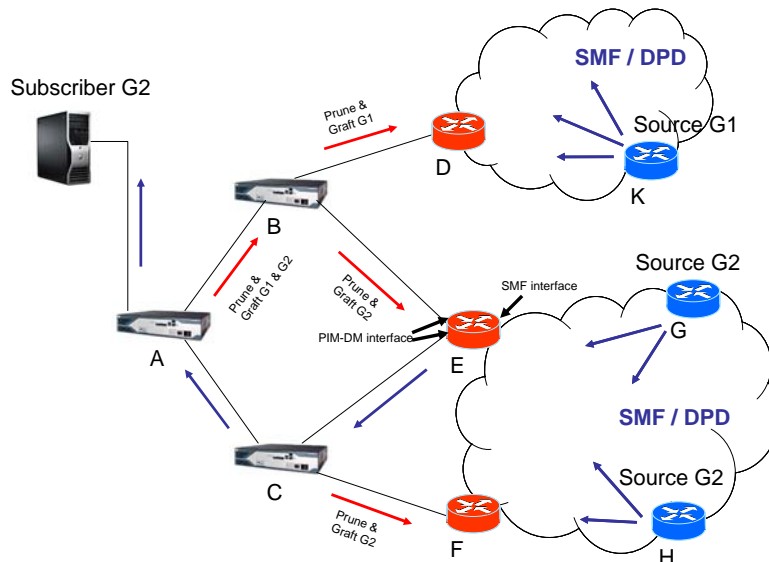 SMF / DPD
Subscriber G2
Prune &
Graft G1
Source G1
D
K
B
Prune &
Graft G1 & G2
Prune &
Graft G2
SMF interface
Source G2
PIM-DM interface
A
E
G
SMF / DPD
Source G2
C
Prune &
Graft G2
F
H